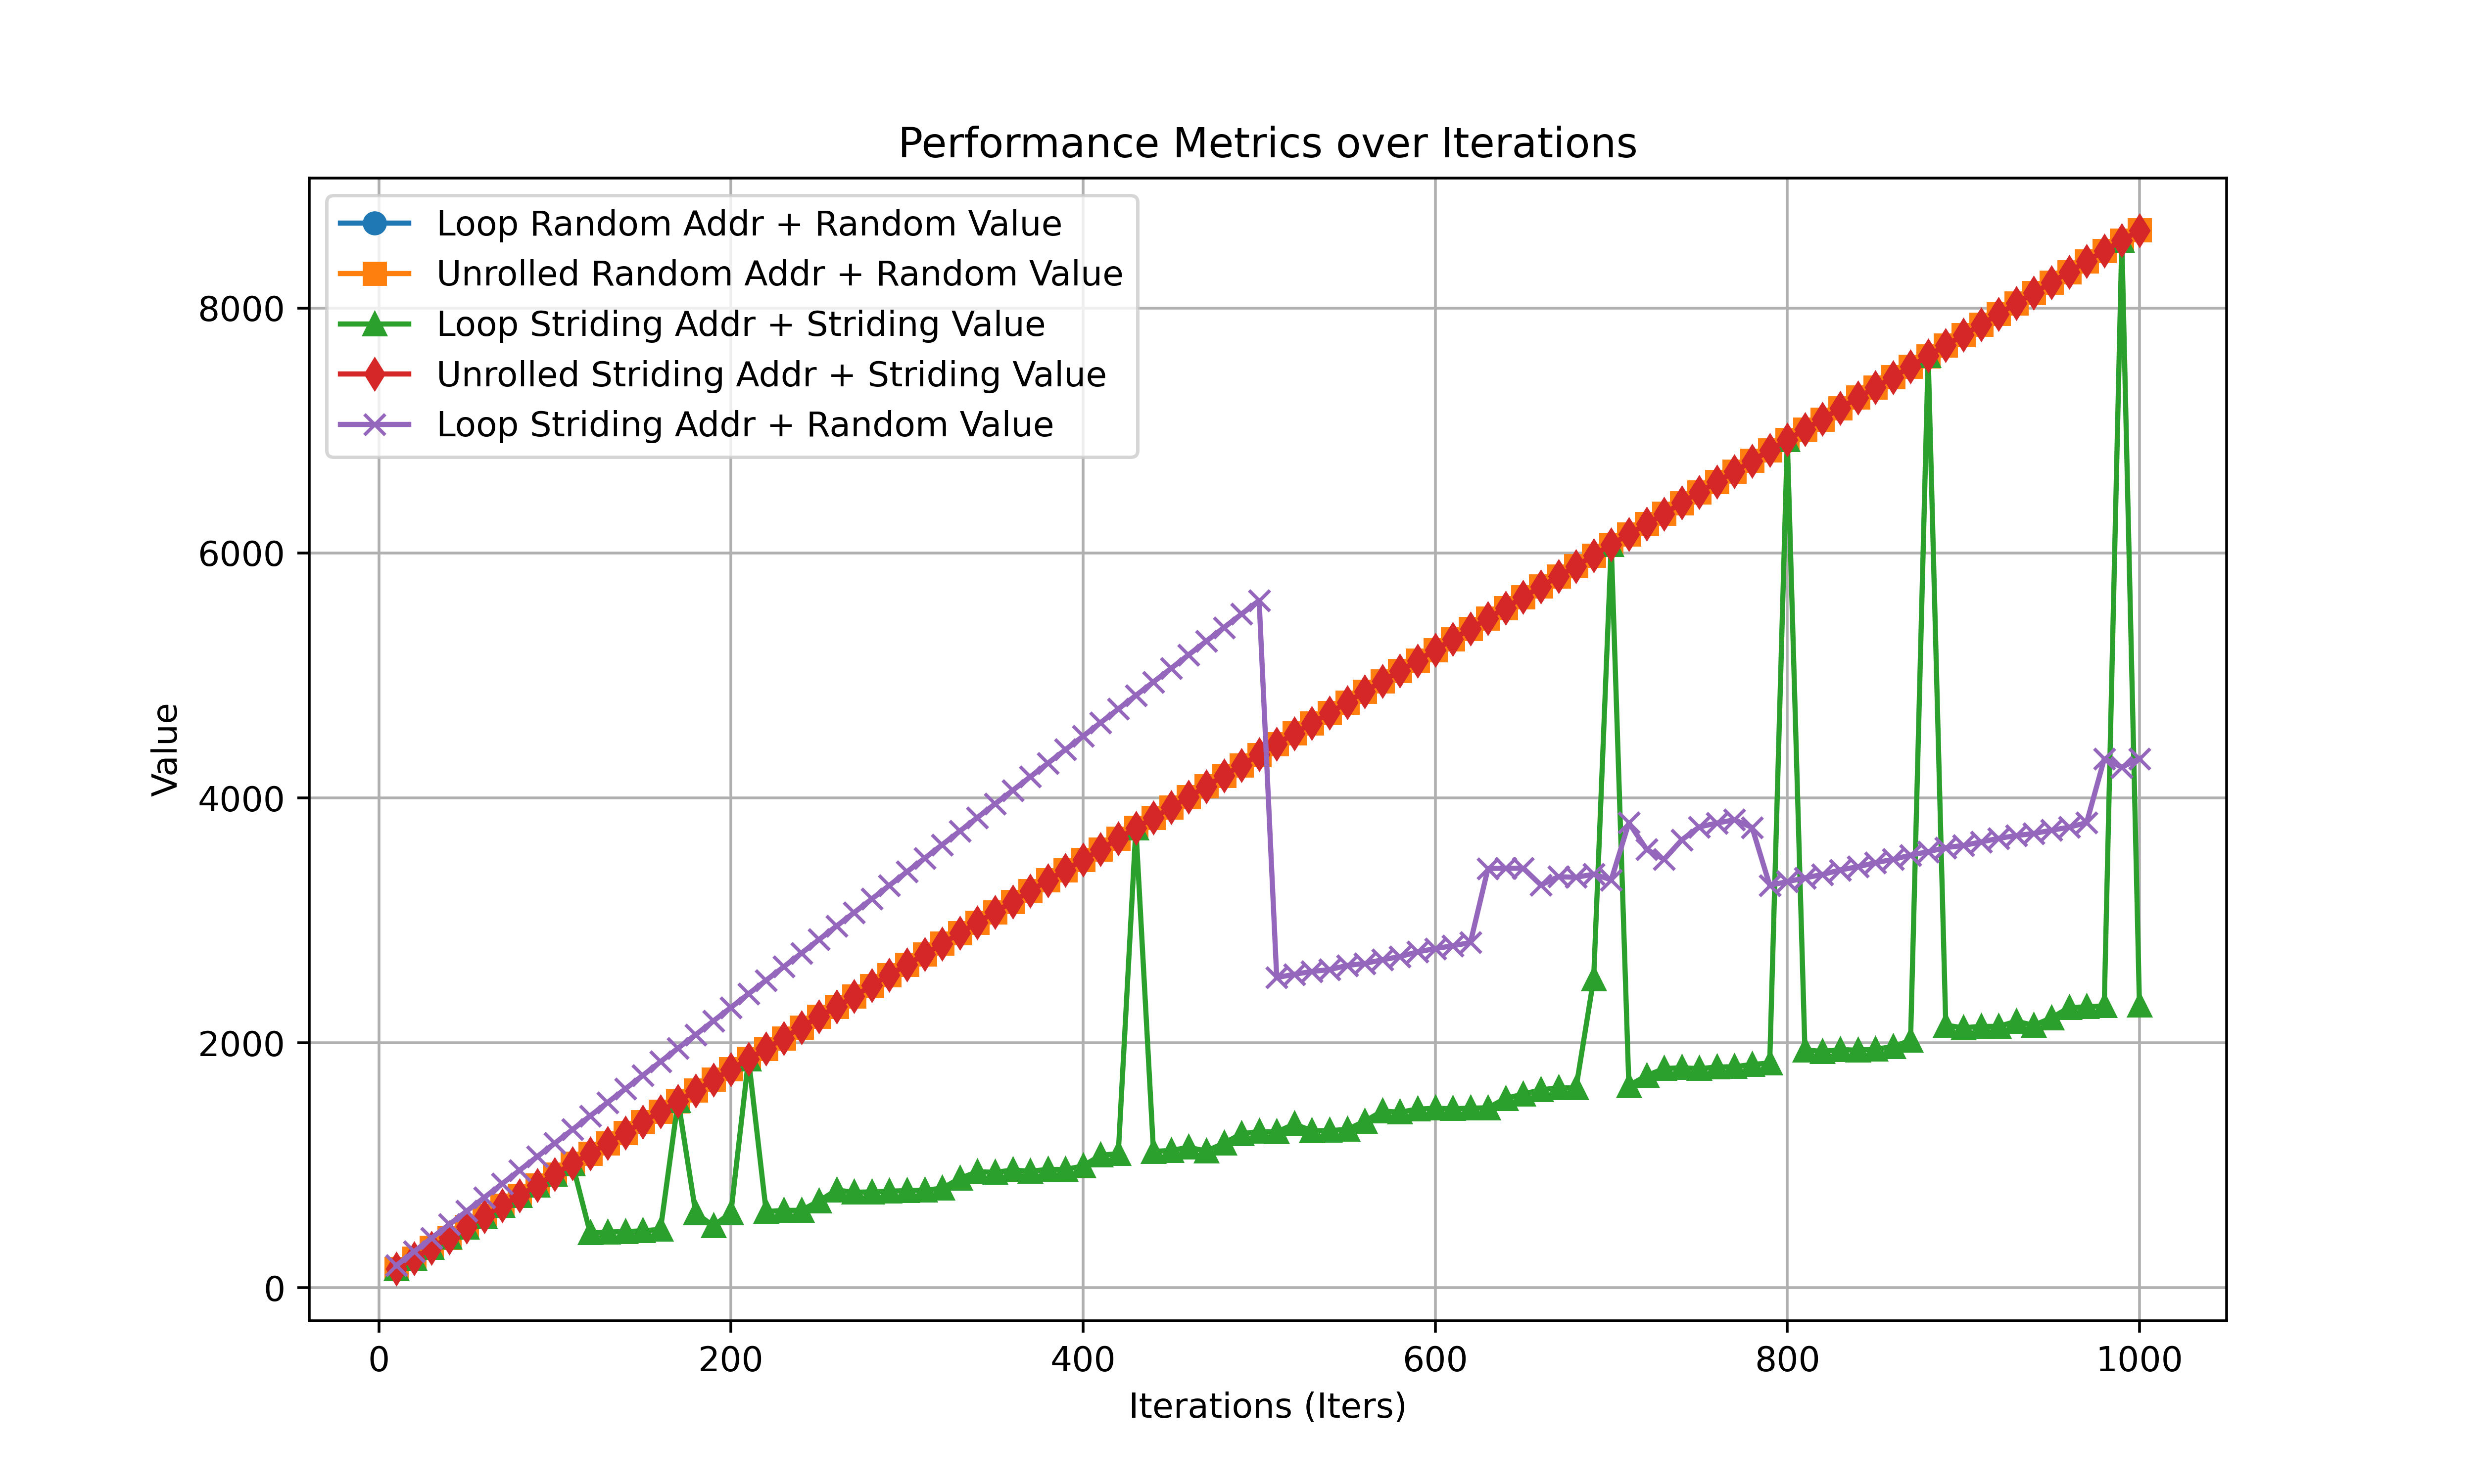 Performance Metrics over Iterations
Loop Random Addr + Random Value
Unrolled Random Addr + Random Value
Loop Striding Addr + Striding Value
Unrolled Striding Addr + Striding Value
Loop Striding Addr + Random Value
8000
6000
4000
2000
0
Value
0 200 400 600 800 1000
Iterations (Iters)